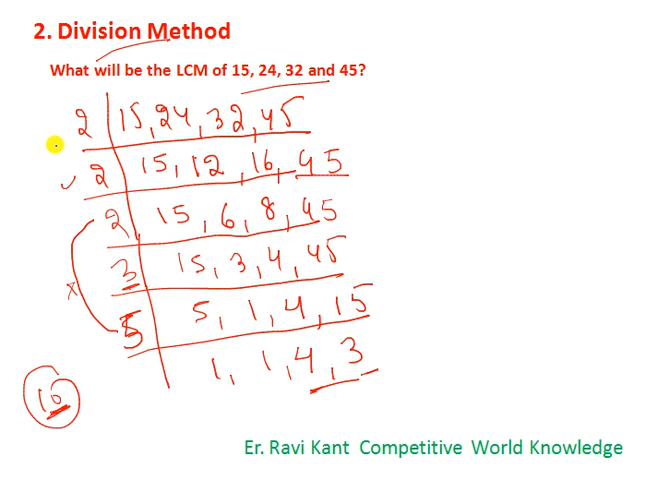 2. Division Method
What will be the LCM of 15, 24, 32 and 45?
2 15, 24, 32, 45
2 15, 12, 16, 45
2 15, 6, 8, 45
3 15, 3, 4, 45
5 5, 1, 4, 15
1, 1, 4, 3
10
Er. Ravi Kant Competitive World Knowledge